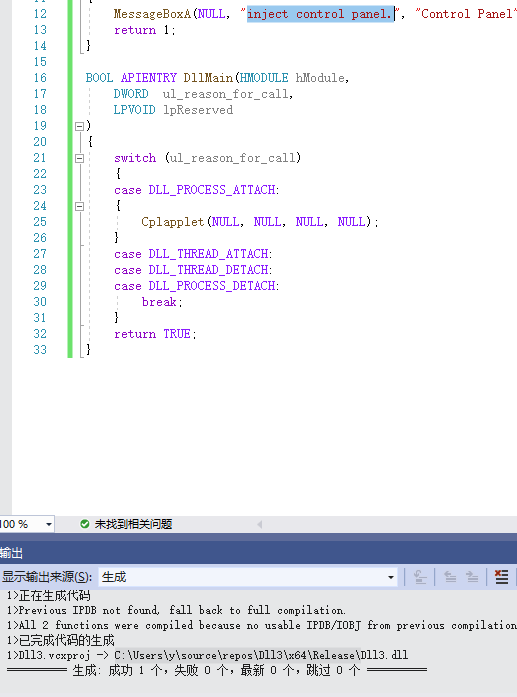 12 MessageBoxA(NULL, "inject control panel.", "Control Panel"
13 return 1;
14 }
15
16 BOOL APIENTRY DllMain(HMODULE hModule,
17 DWORD ul_reason_for_call,
18 LPVOID lpReserved
19 )
20 {
21 switch (ul_reason_for_call)
22 {
23 case DLL_PROCESS_ATTACH:
24 {
25 Cplapplet(NULL, NULL, NULL, NULL);
26 }
27 case DLL_THREAD_ATTACH:
28 case DLL_THREAD_DETACH:
29 case DLL_PROCESS_DETACH:
30 break;
31 }
32 return TRUE;
33 }
100 % 未找到相关问题
输出
显示输出来源(S): 生成
1>正在生成代码
1>Previous IPDB not found, fall back to full compilation.
1>All 2 functions were compiled because no usable IPDB/IOBJ from previous compilation
1>已完成代码的生成
1>Dll3.vcxproj -> C:\Users\y\source\repos\Dll3\x64\Release\Dll3.dll
========== 生成: 成功 1 个，失败 0 个，最新 0 个，跳过 0 个 ==========